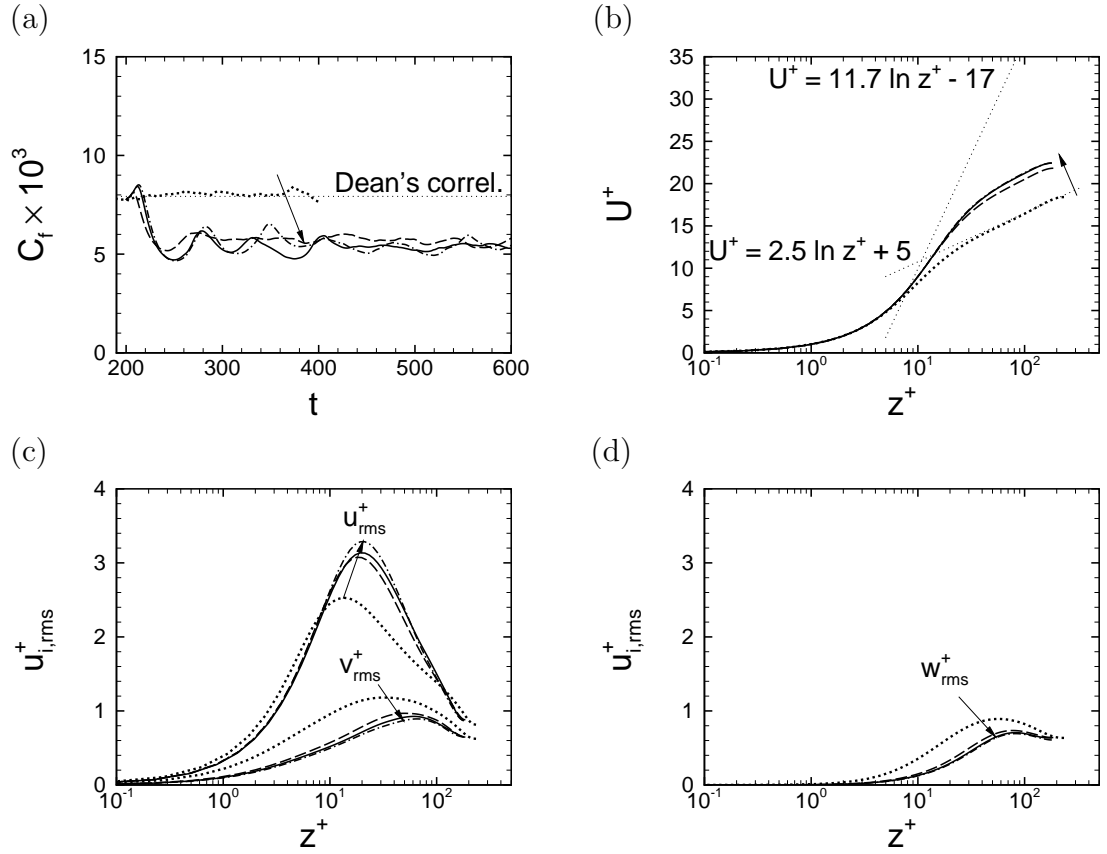 (a)
15
10
5
0
C_f × 10^3
Dean's correl.
200 300 400 500 600
t
(b)
35
30
25
20
15
10
5
0
U^+
U^+ = 11.7 ln z^+ - 17
U^+ = 2.5 ln z^+ + 5
10^-1 10^0 10^1 10^2
z^+
(c)
4
3
2
1
0
u^+_i,rms
u^+_rms
v^+_rms
10^-1 10^0 10^1 10^2
z^+
(d)
4
3
2
1
0
u^+_i,rms
w^+_rms
10^-1 10^0 10^1 10^2
z^+